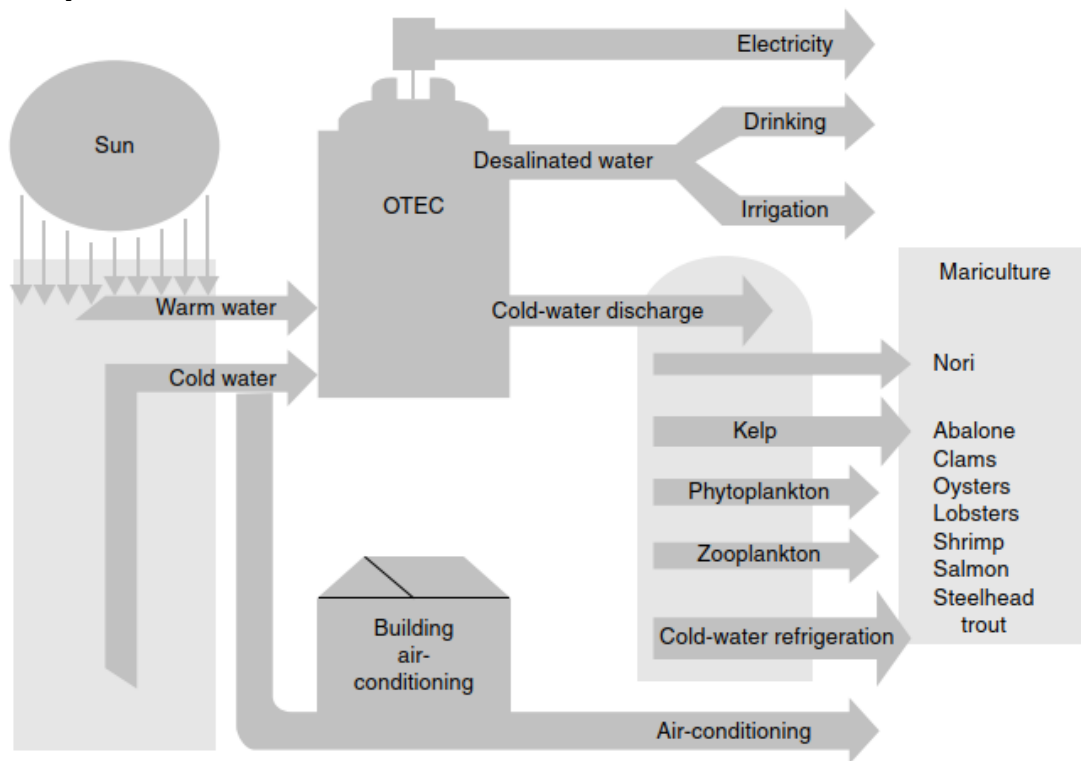 Electricity
Sun
Drinking
Desalinated water
OTEC
Irrigation
Mariculture
Warm water
Cold-water discharge
Nori
Cold water
Kelp
Abalone
Clams
Phytoplankton
Oysters
Lobsters
Zooplankton
Shrimp
Salmon
Steelhead
trout
Building
air-
conditioning
Cold-water refrigeration
Air-conditioning